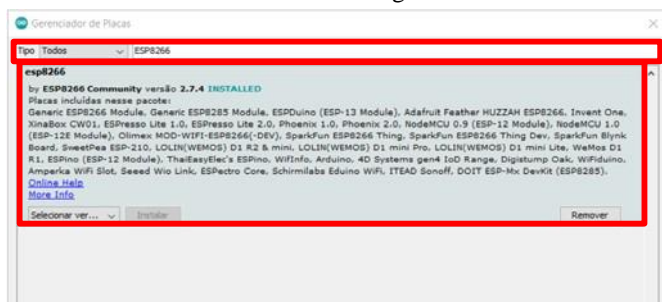 Gerenciador de Placas
Tipo Todos ESP8266
esp8266
by ESP8266 Community versão 2.7.4 INSTALLED
Placas incluídas nesse pacote:
Generic ESP8266 Module, Generic ESP8285 Module, ESPDuino (ESP-13 Module), Adafruit Feather HUZZAH ESP8266, Invent One,
XinaBox CW01, ESPresso Lite 1.0, ESPresso Lite 2.0, Phoenix 1.0, Phoenix 2.0, NodeMCU 0.9 (ESP-12 Module), NodeMCU 1.0
(ESP-12E Module), Olimex MOD-WIFI-ESP8266(-DEV), SparkFun ESP8266 Thing, SparkFun ESP8266 Thing Dev, SparkFun Blynk
Board, SweetPea ESP-210, LOLIN(WEMOS) D1 R2 & mini, LOLIN(WEMOS) D1 mini Pro, LOLIN(WEMOS) D1 mini Lite, WeMos D1
R1, ESPino (ESP-12 Module), ThaiEasyElec's ESPino, WifInfo, Arduino, 4D Systems gen4 IoD Range, Digistump Oak, WiFiduino,
Amperka WiFi Slot, Seeed Wio Link, ESPectro Core, Schirmilabs Eduino WiFi, ITEAD Sonoff, DOIT ESP-Mx DevKit (ESP8285).
Online Help
More Info
Selecionar ver... Instalar Remover